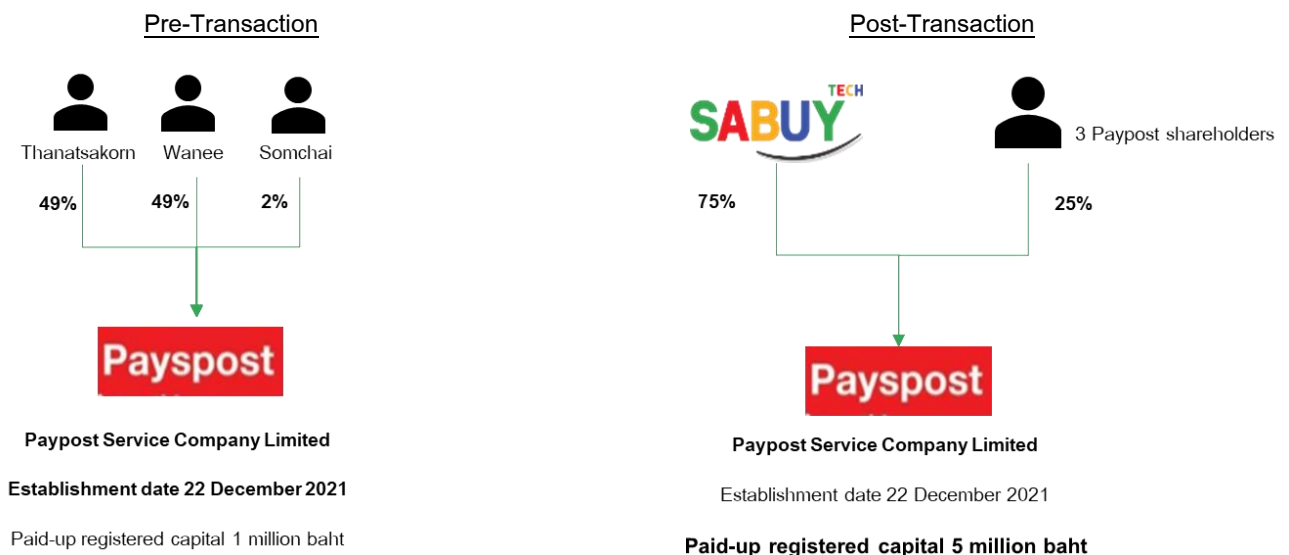 Pre-Transaction
Thanatsakorn Wanee Somchai
49% 49% 2%
Payspost
Paypost Service Company Limited
Establishment date 22 December 2021
Paid-up registered capital 1 million baht
Post-Transaction
SABUY TECH
3 Paypost shareholders
75% 25%
Payspost
Paypost Service Company Limited
Establishment date 22 December 2021
Paid-up registered capital 5 million baht